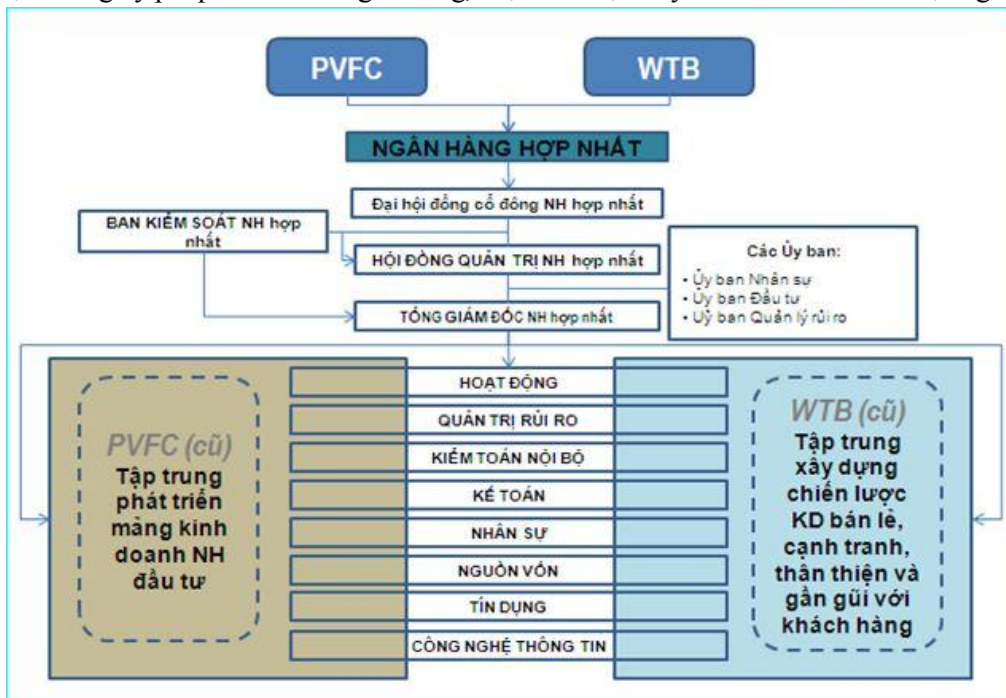 PVFC
WTB
NGÂN HÀNG HỢP NHẤT
Đại hội đồng cổ đông NH hợp nhất
BAN KIỂM SOÁT NH hợp
nhất
HỘI ĐỒNG QUẢN TRỊ NH hợp nhất
Các Ủy ban:
• Ủy ban Nhân sự
• Ủy ban Đầu tư
• Uỷ ban Quản lý rủi ro
TỔNG GIÁM ĐỐC NH hợp nhất
PVFC (cũ)
Tập trung
phát triển
mảng kinh
doanh NH
đầu tư
HOẠT ĐỘNG
QUẢN TRỊ RỦI RO
KIỂM TOÁN NỘI BỘ
KẾ TOÁN
NHÂN SỰ
NGUỒN VỐN
TÍN DỤNG
CÔNG NGHỆ THÔNG TIN
WTB (cũ)
Tập trung
xây dựng
chiến lược
KD bán lẻ,
cạnh tranh,
thân thiện và
gần gũi với
khách hàng